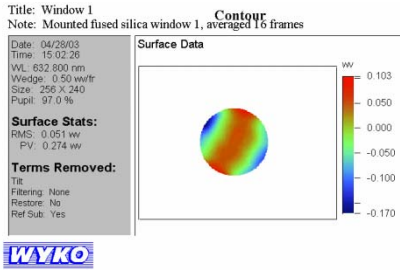 Title: Window 1
Contour
Note: Mounted fused silica window 1, averaged 16 frames
Date: 04/28/03
Time: 15:02:26
WL: 632.800 nm
Wedge: 0.50 wv/fr
Size: 256 X 240
Pupil: 97.0 %
Surface Stats:
RMS: 0.051 wv
PV: 0.274 wv
Terms Removed:
Tilt
Filtering: None
Restore: No
Ref Sub: Yes
Surface Data
wv
0.103
0.050
0.000
-0.050
-0.100
-0.170
WYKO